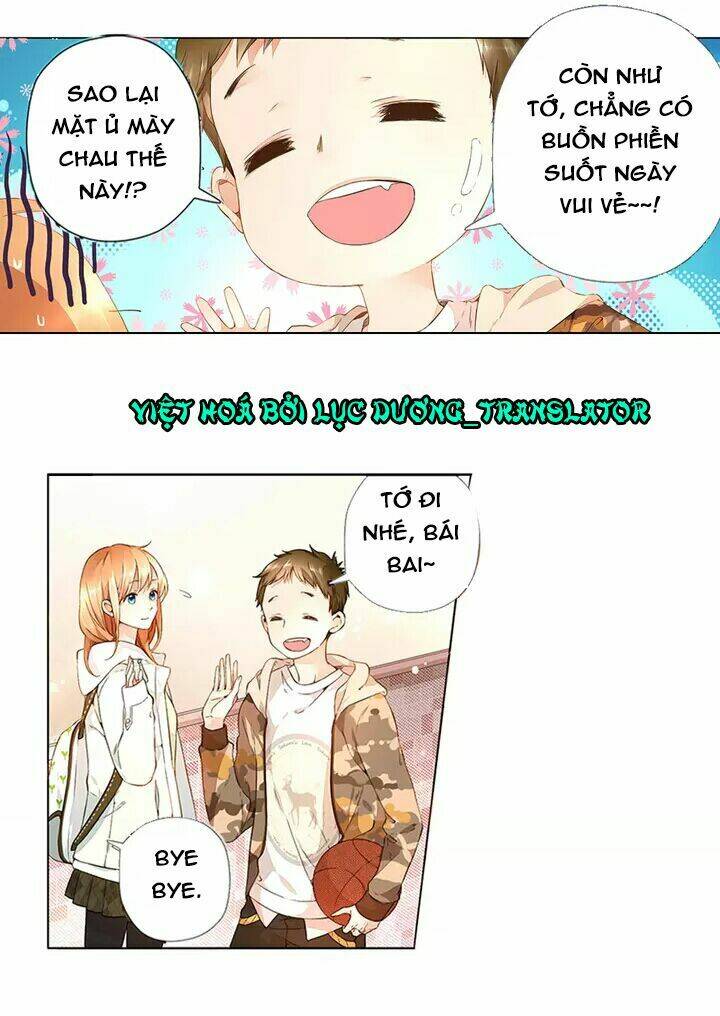 SAO LẠI
MẶT Ủ MÀY
CHAU THẾ
NÀY!?
CÒN NHƯ
TỚ, CHẲNG CÓ
BUỒN PHIỀN
SUỐT NGÀY
VUI VẺ~~!
VIỆT HOÁ BỞI LỤC DƯƠNG_TRANSLATOR
TỚ ĐI
NHÉ, BÁI
BAI~
BYE
BYE.